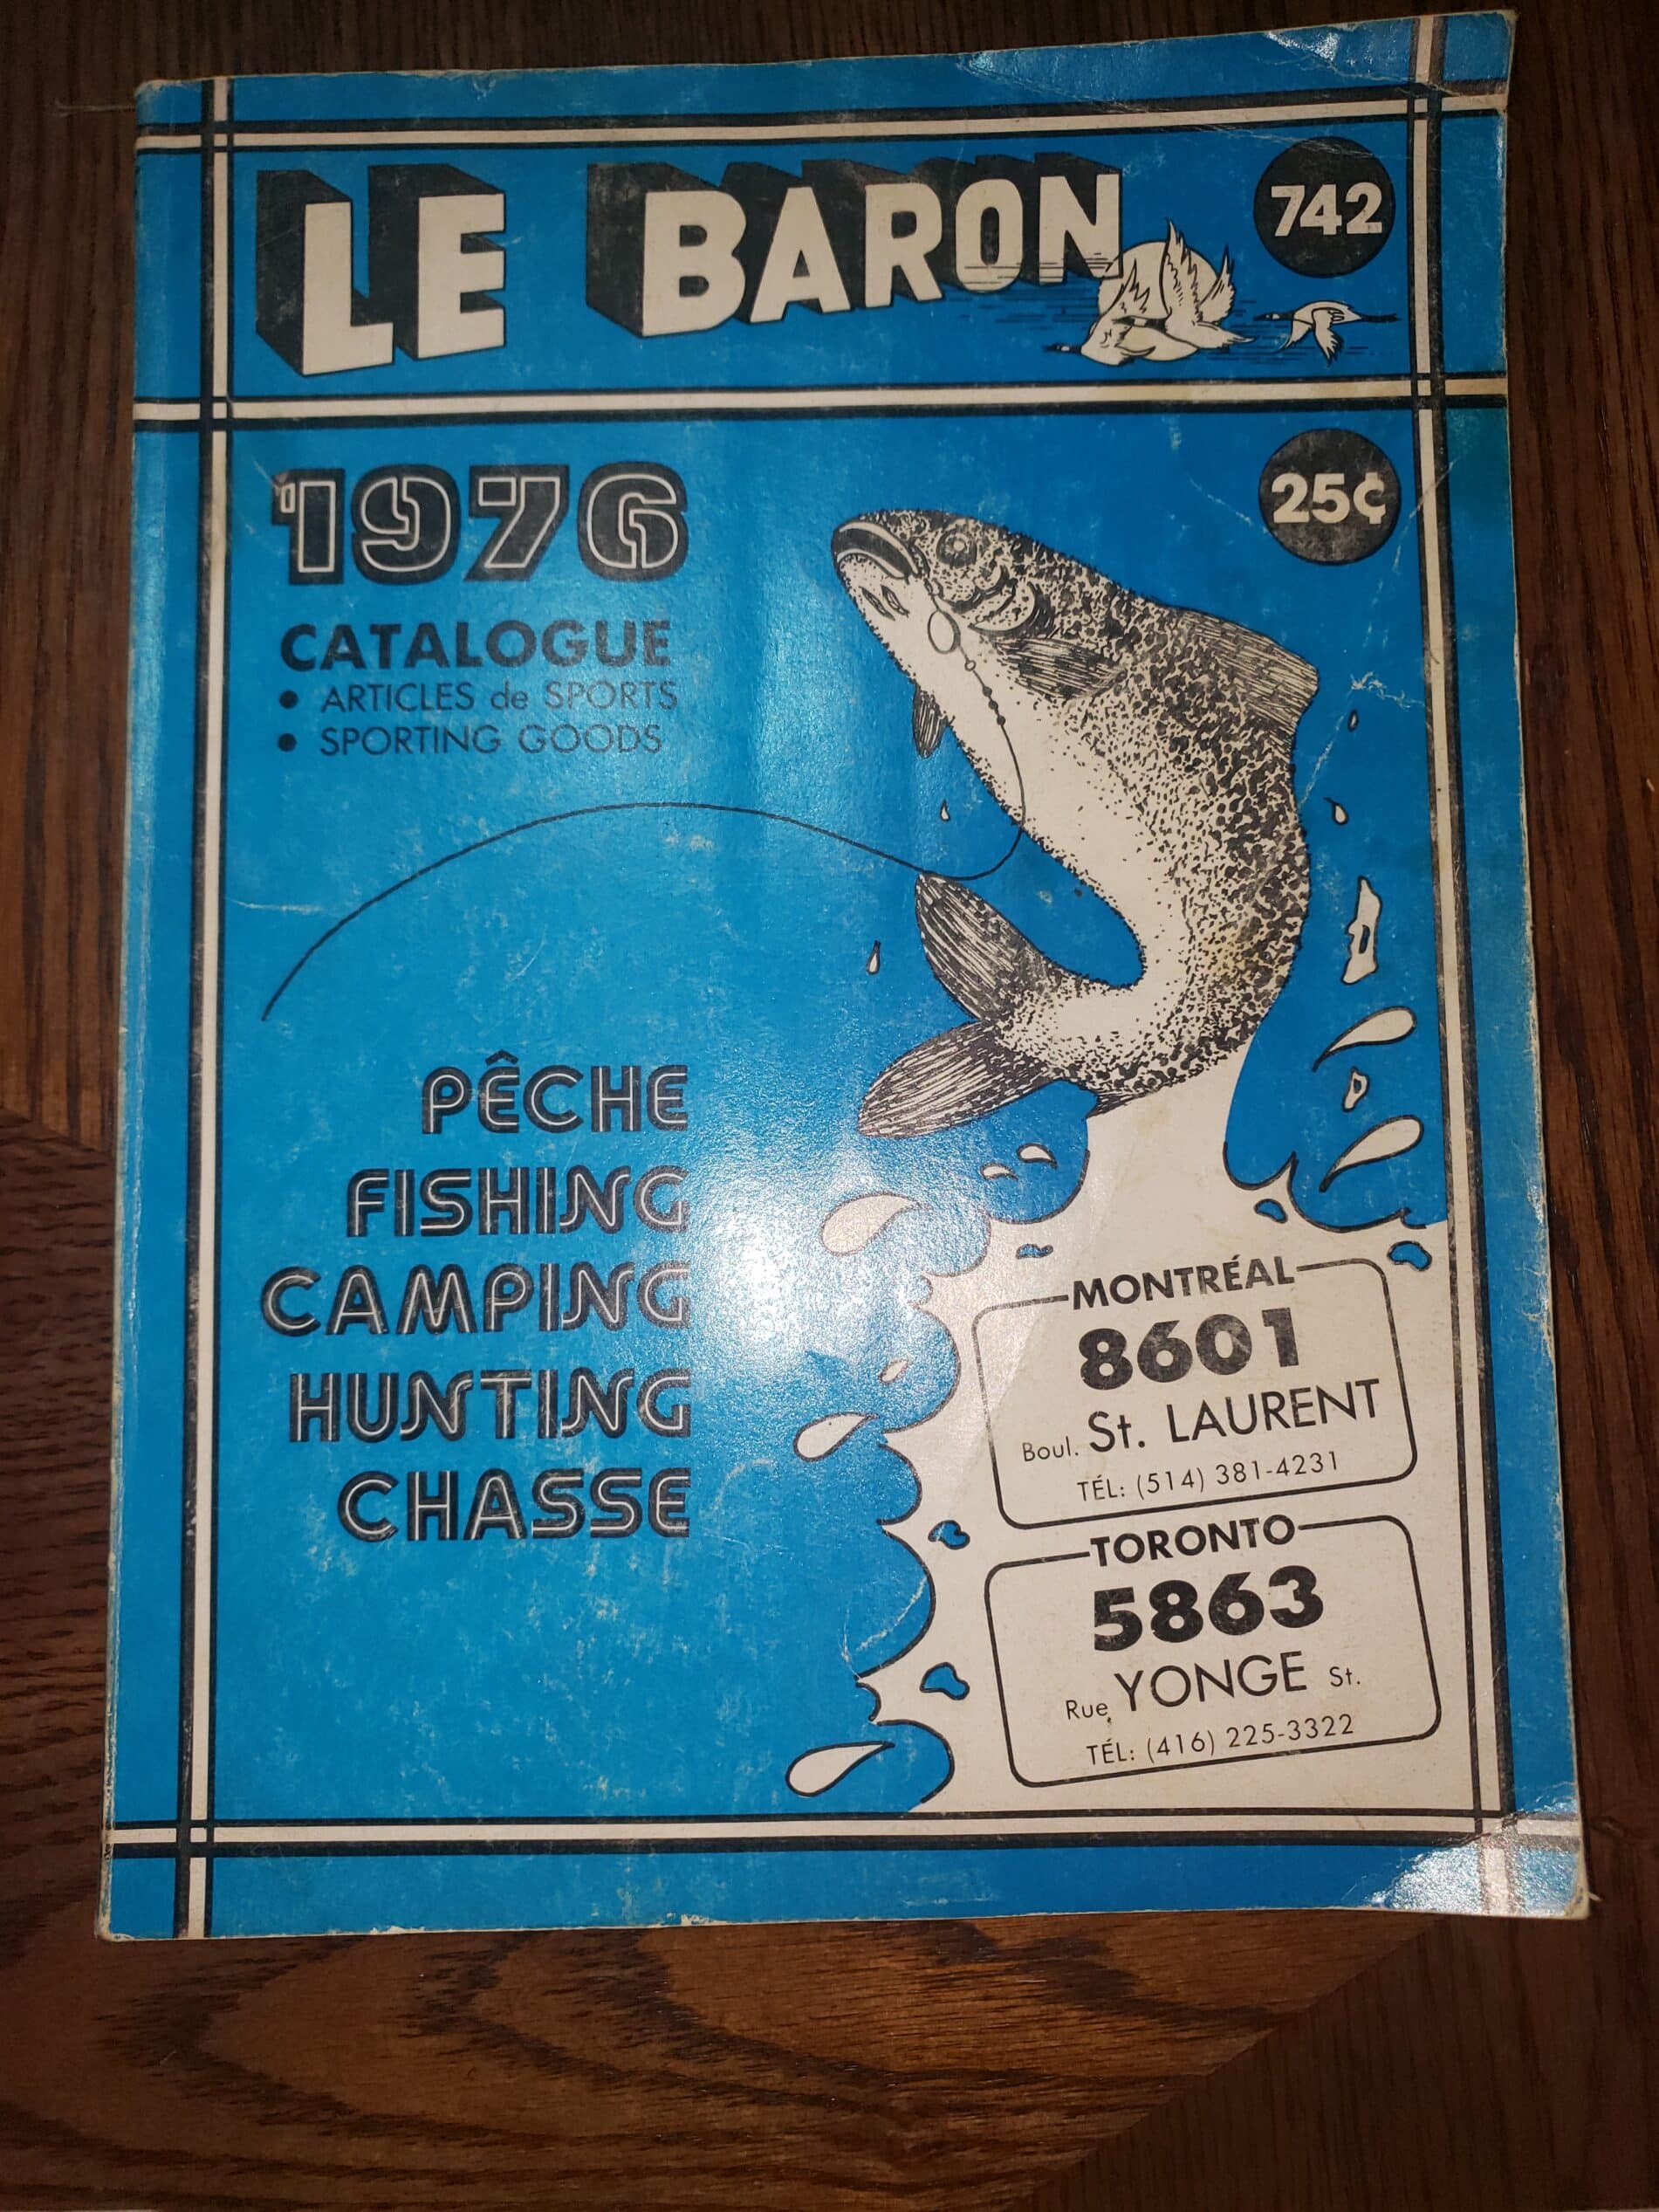 LE BARON
742
1976
25¢
CATALOGUE
• ARTICLES de SPORTS
• SPORTING GOODS
PÊCHE
FISHING
CAMPING
HUNTING
CHASSE
MONTRÉAL
8601
Boul. St. LAURENT
TÉL: (514) 381-4231
TORONTO
5863
Rue, YONGE St.
TÉL: (416) 225-3322